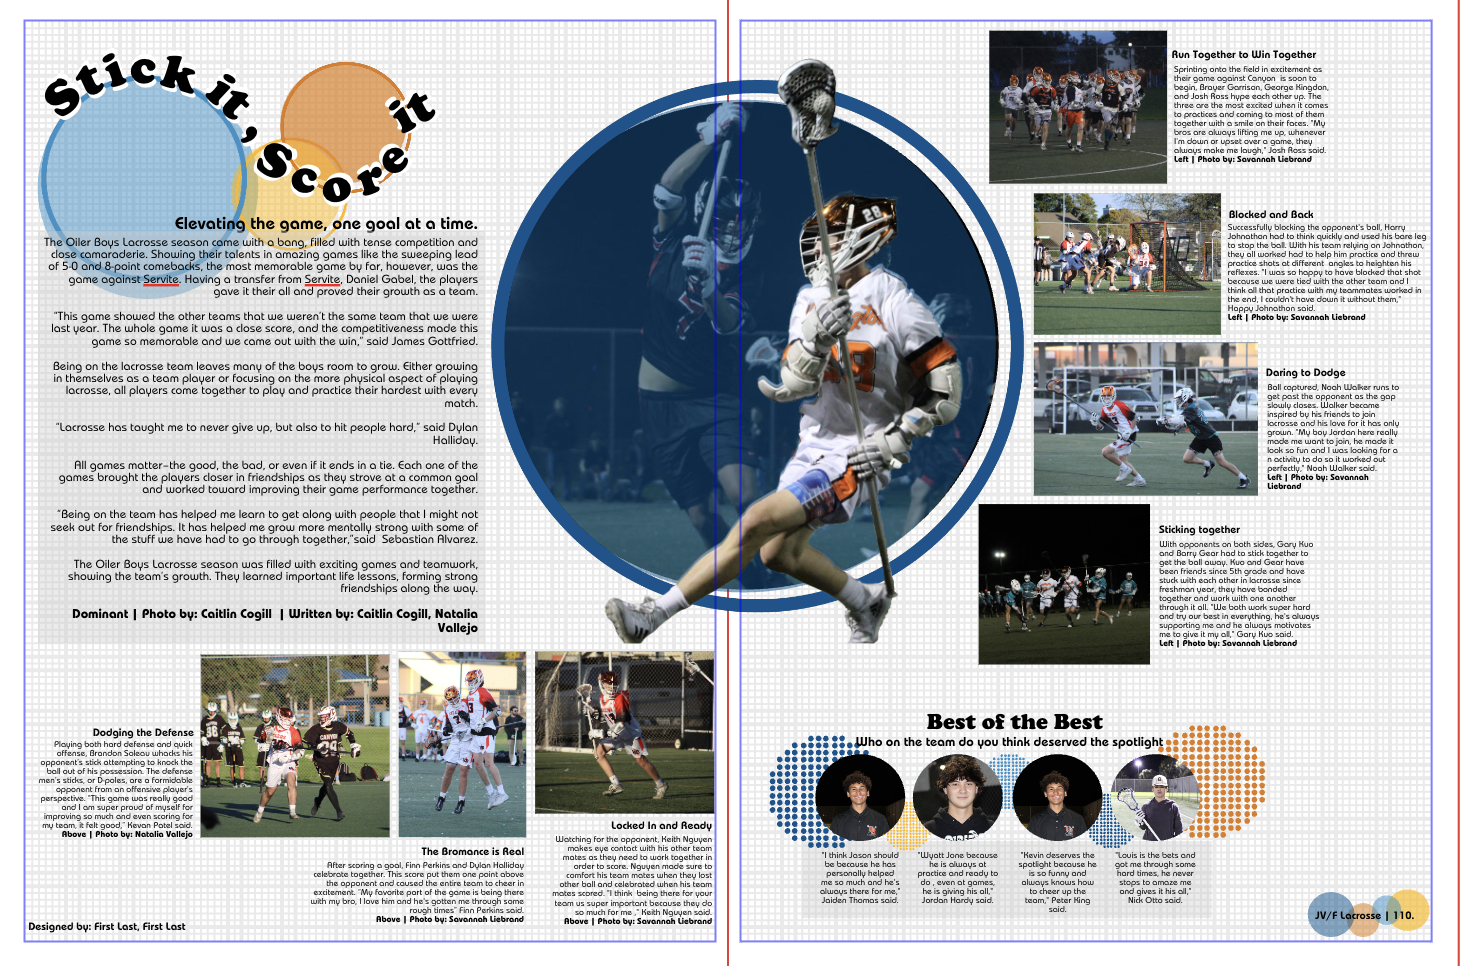 Stick it, Score it
Elevating the game, one goal at a time.
The Oiler Boys Lacrosse season came with a bang, filled with tense competition and
close camaraderie. Showing their talents in amazing games like the sweeping lead
of 5-0 and 8-point comebacks, the most memorable game by far, however, was the
game against Servite. Having a transfer from Servite, Daniel Gabel, the players
gave it their all and proved their growth as a team.
"This game showed the other teams that we weren't the same team that we were
last year. The whole game it was a close score, and the competitiveness made this
game so memorable and we came out with the win," said James Gottfried.
Being on the lacrosse team leaves many of the boys room to grow. Either growing
in themselves as a team player or focusing on the more physical aspect of playing
lacrosse, all players come together to play and practice their hardest with every
match.
"Lacrosse has taught me to never give up, but also to hit people hard," said Dylan
Halliday.
All games matter–the good, the bad, or even if it ends in a tie. Each one of the
games brought the players closer in friendships as they strove at a common goal
and worked toward improving their game performance together.
"Being on the team has helped me learn to get along with people that I might not
seek out for friendships. It has helped me grow more mentally strong with some of
the stuff we have had to go through together,"said  Sebastian Alvarez.
The Oiler Boys Lacrosse season was filled with exciting games and teamwork,
showing the team's growth. They learned important life lessons, forming strong
friendships along the way.
Dominant | Photo by: Caitlin Cogill  | Written by: Caitlin Cogill, Natalia
Vallejo
Dodging the Defense
Playing both hard defense and quick
offense, Brandon Saleau whacks his
opponent's stick attempting to knock the
ball out of his possession. The defense
men's sticks, or D-poles, are a formidable
opponent from an offensive player's
perspective. "This game was really good
and I am super proud of myself for
improving so much and even scoring for
my team, it felt good," Kevan Patel said.
Above | Photo by: Natalia Vallejo
The Bromance is Real
After scoring a goal, Finn Perkins and Dylan Halliday
celebrate together. This score put them one point above
the opponent and caused the entire team to cheer in
excitement. "My favorite part of the game is being there
with my bro, I love him and he's gotten me through some
rough times" Finn Perkins said.
Above | Photo by: Savannah Liebrand
Locked In and Ready
Watching for the opponent, Keith Nguyen
makes eye contact with his other team
mates as they need to work together in
order to score. Nguyen made sure to
comfort his team mates when they lost
other ball and celebrated when his team
mates scored. "I think  being there for your
team us super important because they do
so much for me ," Keith Nguyen said.
Above | Photo by: Savannah Liebrand
Designed by: First Last, First Last
Run Together to Win Together
Sprinting onto the field in excitement as
their game against Canyon  is soon to
begin, Brayer Garrison, George Kingdon,
and Josh Ross hype each other up. The
three are the most excited when it comes
to practices and coming to most of them
together with a smile on their faces. "My
bros are always lifting me up, whenever
I'm down or upset over a game, they
always make me laugh," Josh Ross said.
Left | Photo by: Savannah Liebrand
Blocked and Back
Successfully blocking the opponent's ball, Harry
Johnathon had to think quickly and used his bare leg
to stop the ball. With his team relying on Johnathon,
they all worked had to help him practice and threw
practice shots at different  angles to heighten his
reflexes. "I was so happy to have blocked that shot
because we were tied with the other team and I
think all that practice with my teammates worked in
the end, I couldn't have down it without them,"
Happy Johnathon said.
Left | Photo by: Savannah Liebrand
Daring to Dodge
Ball captured, Noah Walker runs to
get past the opponent as the gap
slowly closes. Walker became
inspired by his friends to join
lacrosse and his love for it has only
grown. "My boy Jordan here really
made me want to join, he made it
look so fun and I was looking for a
n activity to do so it worked out
perfectly," Noah Walker said.
Left | Photo by: Savannah
Liebrand
Sticking together
With opponents on both sides, Gary Kuo
and Barry Gear had to stick together to
get the ball away. Kuo and Gear have
been friends since 5th grade and have
stuck with each other in lacrosse since
freshman year, they have bonded
together and work with one another
through it all. "We both work super hard
and try our best in everything, he's always
supporting me and he always motivates
me to give it my all," Gary Kuo said.
Left | Photo by: Savannah Liebrand
Best of the Best
Who on the team do you think deserved the spotlight
"I think Jason should
be because he has
personally helped
me so much and he's
always there for me,"
Jaiden Thomas said.
"Wyatt Jane because
he is always at
practice and ready to
do , even at games,
he is giving his all,"
Jordan Hardy said.
"Kevin deserves the
spotlight because he
is so funny and
always knows how
to cheer up the
team," Peter King
said.
"Louis is the bets and
got me through some
hard times, he never
stops to amaze me
and gives it his all,"
Nick Otto said.
JV/F Lacrosse | 110.